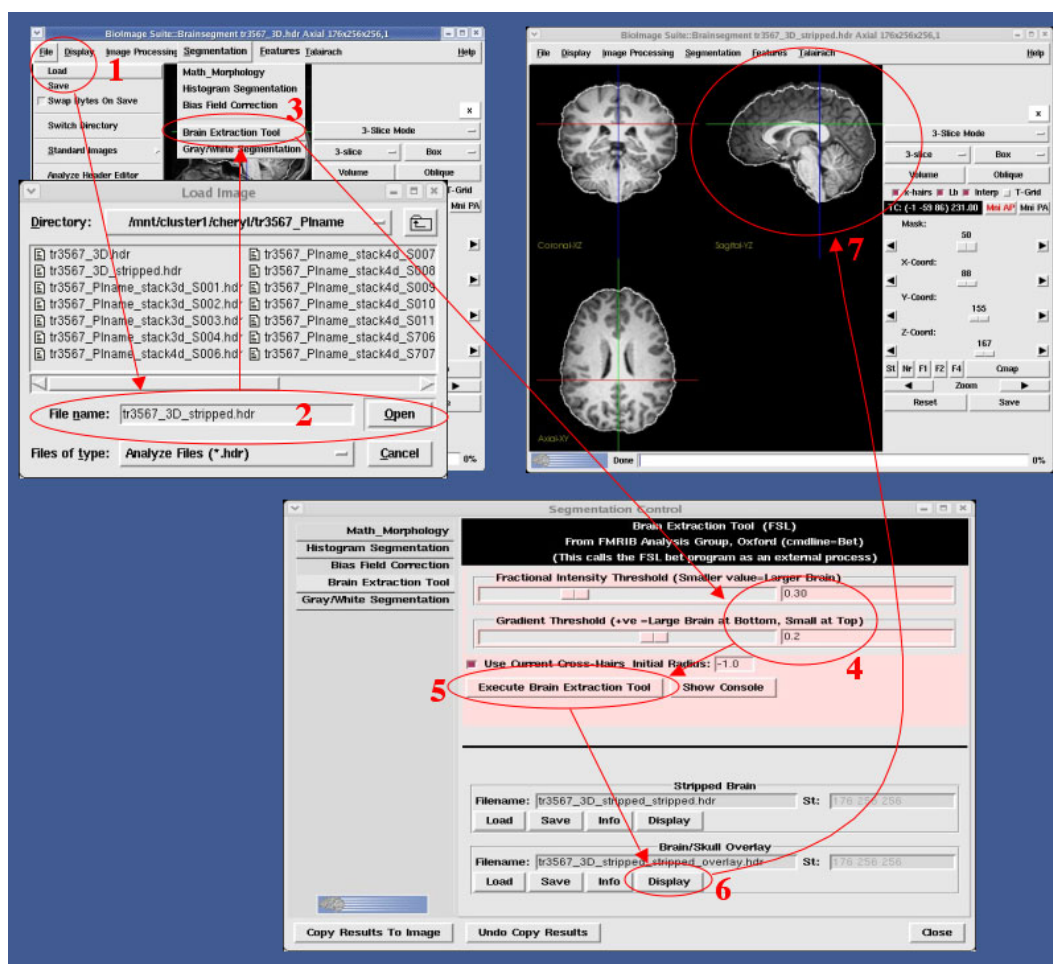 BioImage Suite::Brainsegment tr3567_3D.hdr Axial 176x256x256,1
File Display Image Processing Segmentation Features Talairach Help
Load
Save
Swap Bytes On Save
Switch Directory
Standard Images
Analyze Header Editor
1
Math_Morphology
Histogram Segmentation
Bias Field Correction
Brain Extraction Tool
Gray/White Segmentation
3
x
3-Slice Mode
3-slice Box
Volume Oblique
T-Grid
Mni PA
0%
Load Image
Directory: /mnt/cluster1/cheryl/tr3567_PIname
tr3567_3D.hdr
tr3567_3D_stripped.hdr
tr3567_PIname_stack3d_S001.hdr
tr3567_PIname_stack3d_S002.hdr
tr3567_PIname_stack3d_S003.hdr
tr3567_PIname_stack3d_S004.hdr
tr3567_PIname_stack4d_S006.hdr
tr3567_PIname_stack4d_S007
tr3567_PIname_stack4d_S008
tr3567_PIname_stack4d_S009
tr3567_PIname_stack4d_S010
tr3567_PIname_stack4d_S011
tr3567_PIname_stack4d_S706
tr3567_PIname_stack4d_S707
File name: tr3567_3D_stripped.hdr 2 Open
Files of type: Analyze Files (*.hdr) Cancel
BioImage Suite::Brainsegment tr3567_3D_stripped.hdr Axial 176x256x256,1
File Display Image Processing Segmentation Features Talairach Help
Coronal-XZ
Sagittal-YZ
Axial-XY
7
x
3-Slice Mode
3-slice Box
Volume Oblique
x-hairs Lb Interp T-Grid
TC: (-1 -59 86) 231.00 Mni AP Mni PA
Mask:
50
X-Coord:
88
Y-Coord:
155
Z-Coord:
167
St Nr F1 F2 F4 Cmap
Zoom
Reset Save
Done 0%
Segmentation Control
Math_Morphology
Histogram Segmentation
Bias Field Correction
Brain Extraction Tool
Gray/White Segmentation
Brain Extraction Tool (FSL)
From FMRIB Analysis Group, Oxford (cmdline=Bet)
(This calls the FSL bet program as an external process)
Fractional Intensity Threshold (Smaller value=Larger Brain)
0.30
Gradient Threshold (+ve =Large Brain at Bottom, Small at Top)
0.2
Use Current Cross-Hairs Initial Radius: -1.0
4
5
Execute Brain Extraction Tool Show Console
Stripped Brain
Filename: tr3567_3D_stripped_stripped.hdr St: 176 256 256
Load Save Info Display
Brain/Skull Overlay
Filename: tr3567_3D_stripped_stripped_overlay.hdr St: 176 256 256
Load Save Info Display 6
Copy Results To Image Undo Copy Results Close